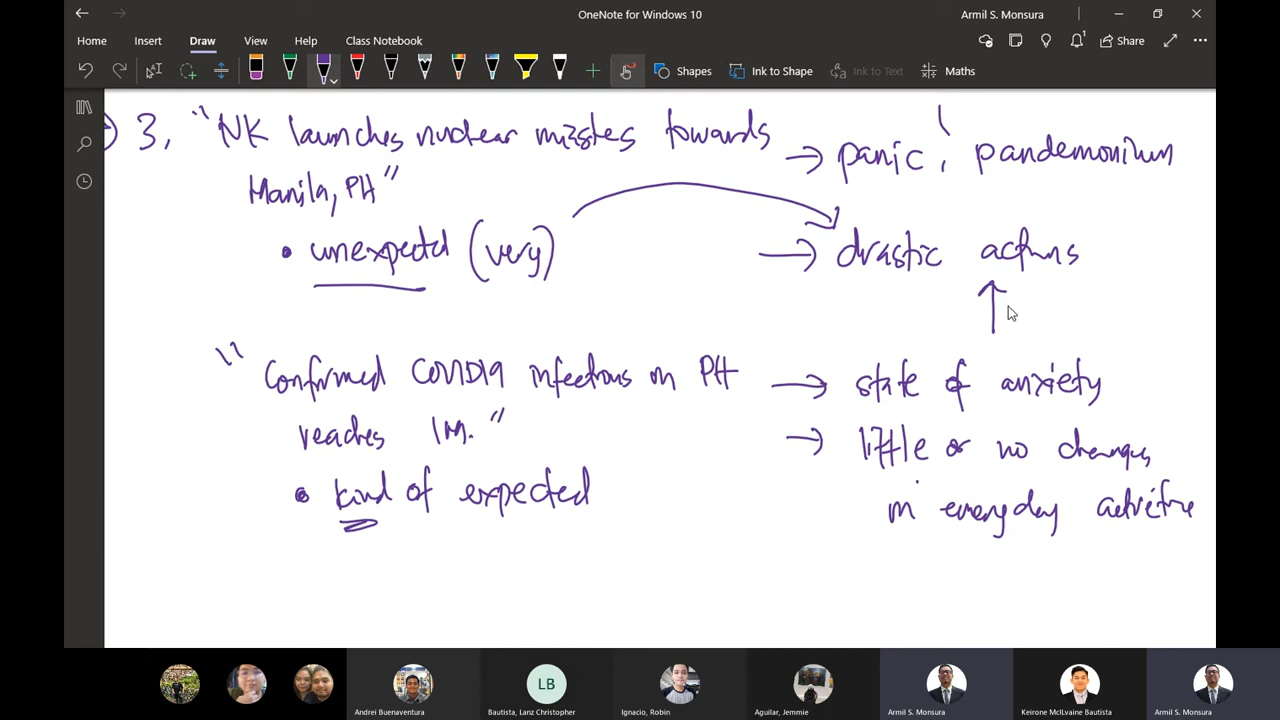 OneNote for Windows 10
Armil S. Monsura
Home Insert Draw View Help Class Notebook
Share
Shapes Ink to Shape Ink to Text Maths
3. "NK launches nuclear missiles towards
Manila, PH"
→ panic, pandemonium
• unexpected (very)
→ drastic actions
"Confirmed COVID19 infections on PH
reaches 1M."
→ state of anxiety
→ little or no changes
in everyday
• kind of expected
LB
Andrei Buenaventura
Bautista, Lanz Christopher
Ignacio, Robin
Aguilar, Jemmie
Armil S. Monsura
Keirone McIlvaine Bautista
Armil S. Monsura